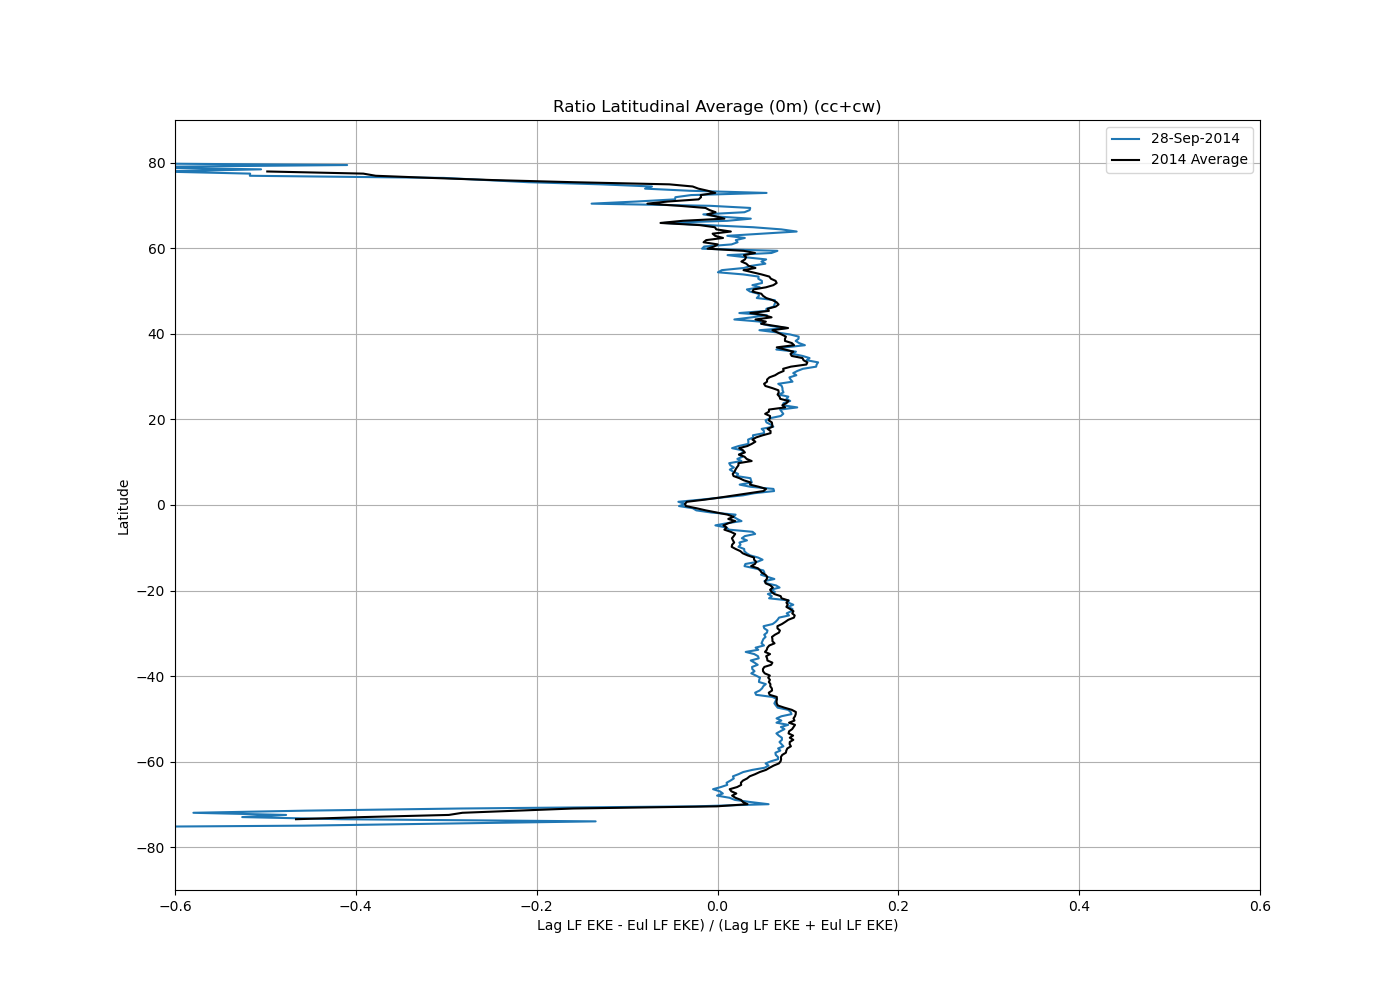 Ratio Latitudinal Average (0m) (cc+cw)
28-Sep-2014
2014 Average
80
60
40
20
0
−20
−40
−60
−80
Latitude
−0.6 −0.4 −0.2 0.0 0.2 0.4 0.6
Lag LF EKE - Eul LF EKE) / (Lag LF EKE + Eul LF EKE)